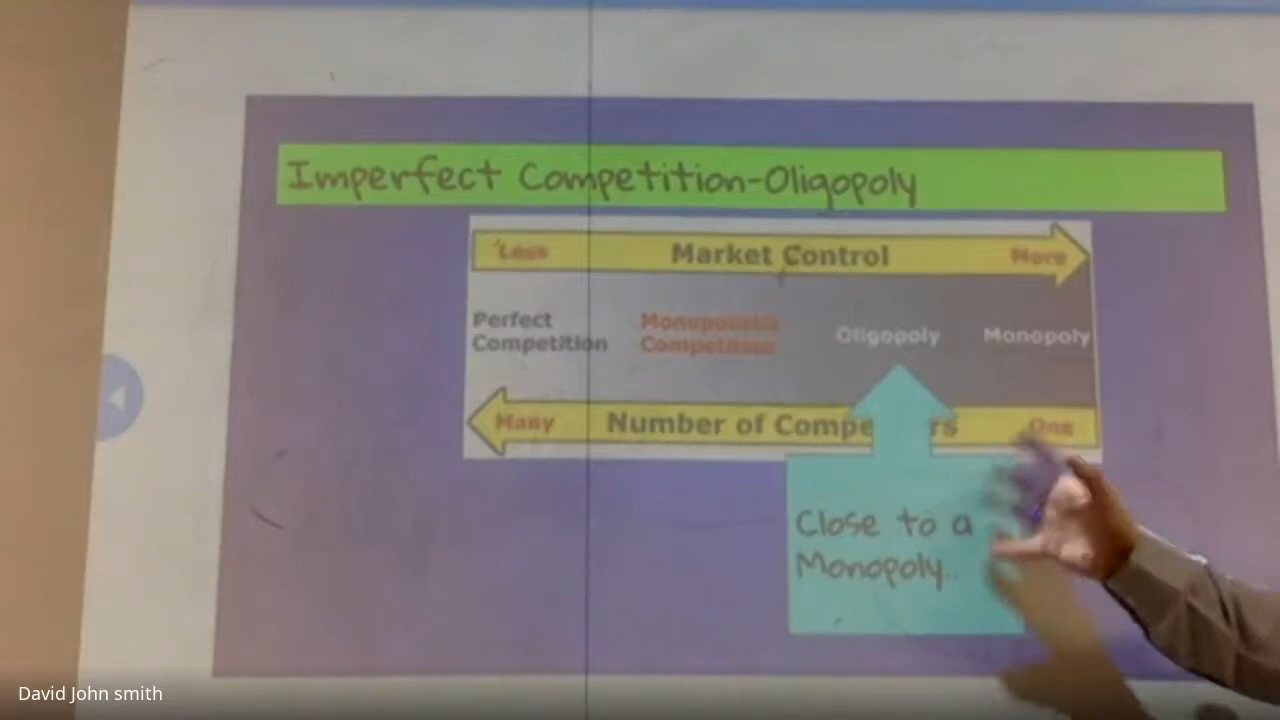 Imperfect Competition-Oligopoly
Less Market Control More
Perfect Competition
Monopolistic Competition
Oligopoly
Monopoly
Many Number of Compe rs One
Close to a
Monopoly..
David John smith